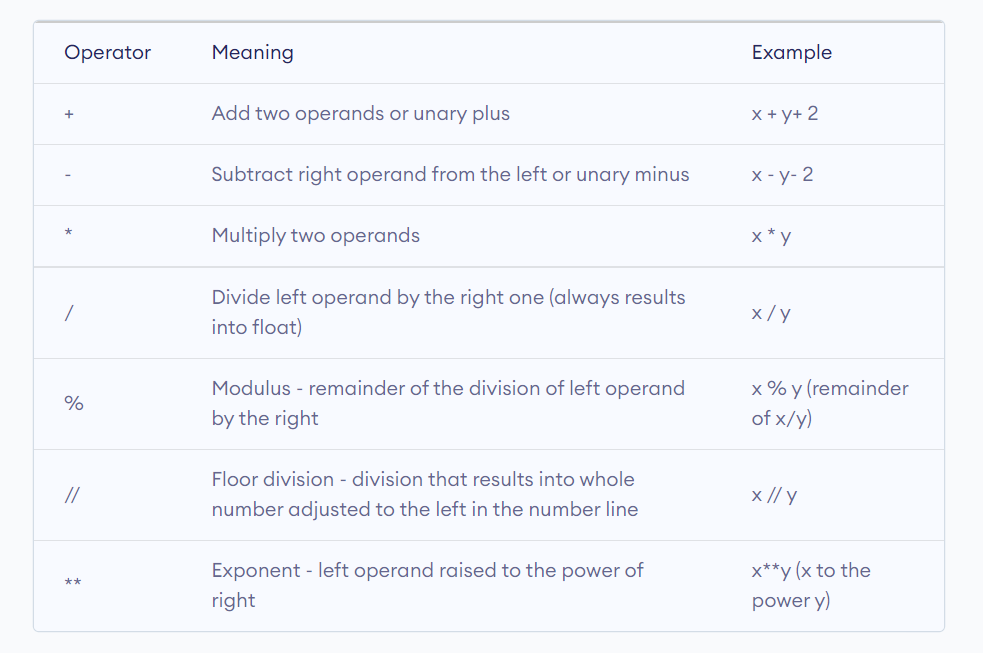 Operator Meaning Example
+ Add two operands or unary plus x + y+ 2
- Subtract right operand from the left or unary minus x - y- 2
* Multiply two operands x * y
/ Divide left operand by the right one (always results
into float) x / y
% Modulus - remainder of the division of left operand
by the right x % y (remainder
of x/y)
// Floor division - division that results into whole
number adjusted to the left in the number line x // y
** Exponent - left operand raised to the power of
right x**y (x to the
power y)